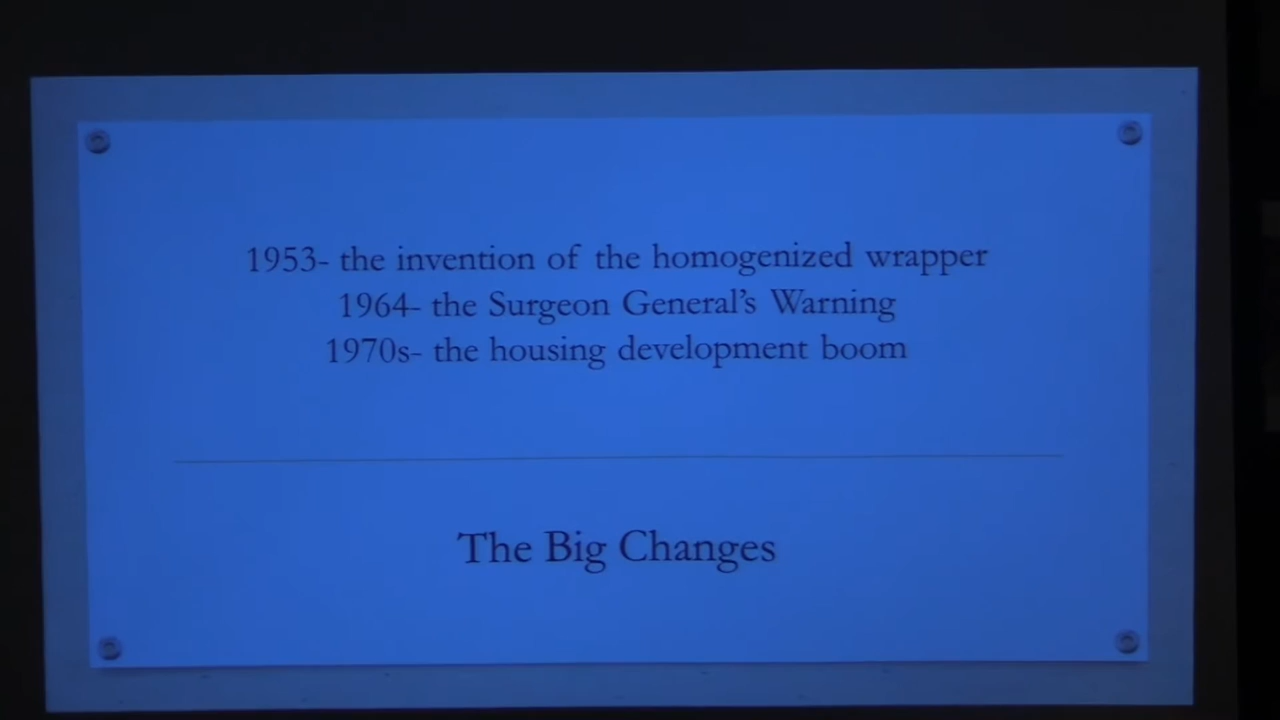 1953- the invention of the homogenized wrapper
1964- the Surgeon General’s Warning
1970s- the housing development boom
The Big Changes